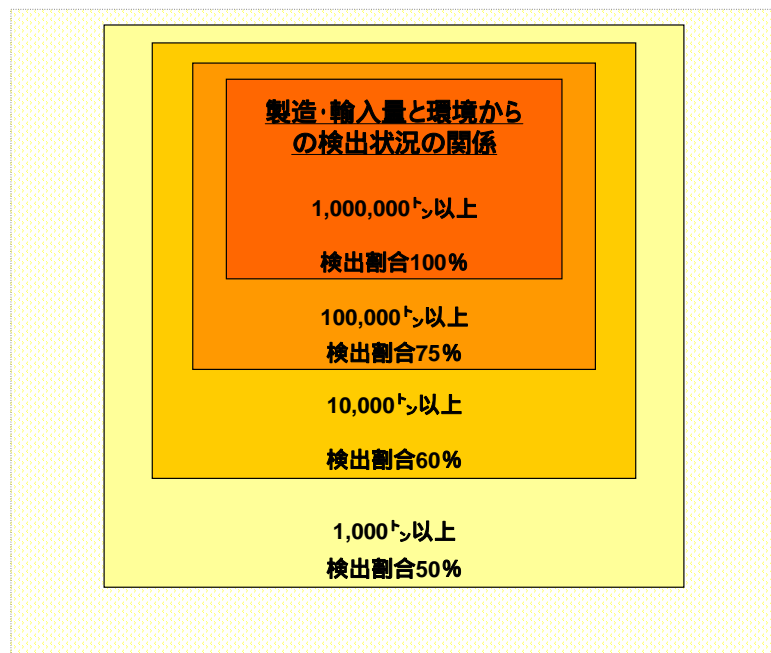 製造･輸入量と環境から
の検出状況の関係
1,000,000㌧以上
検出割合100%
100,000㌧以上
検出割合75%
10,000㌧以上
検出割合60%
1,000㌧以上
検出割合50%